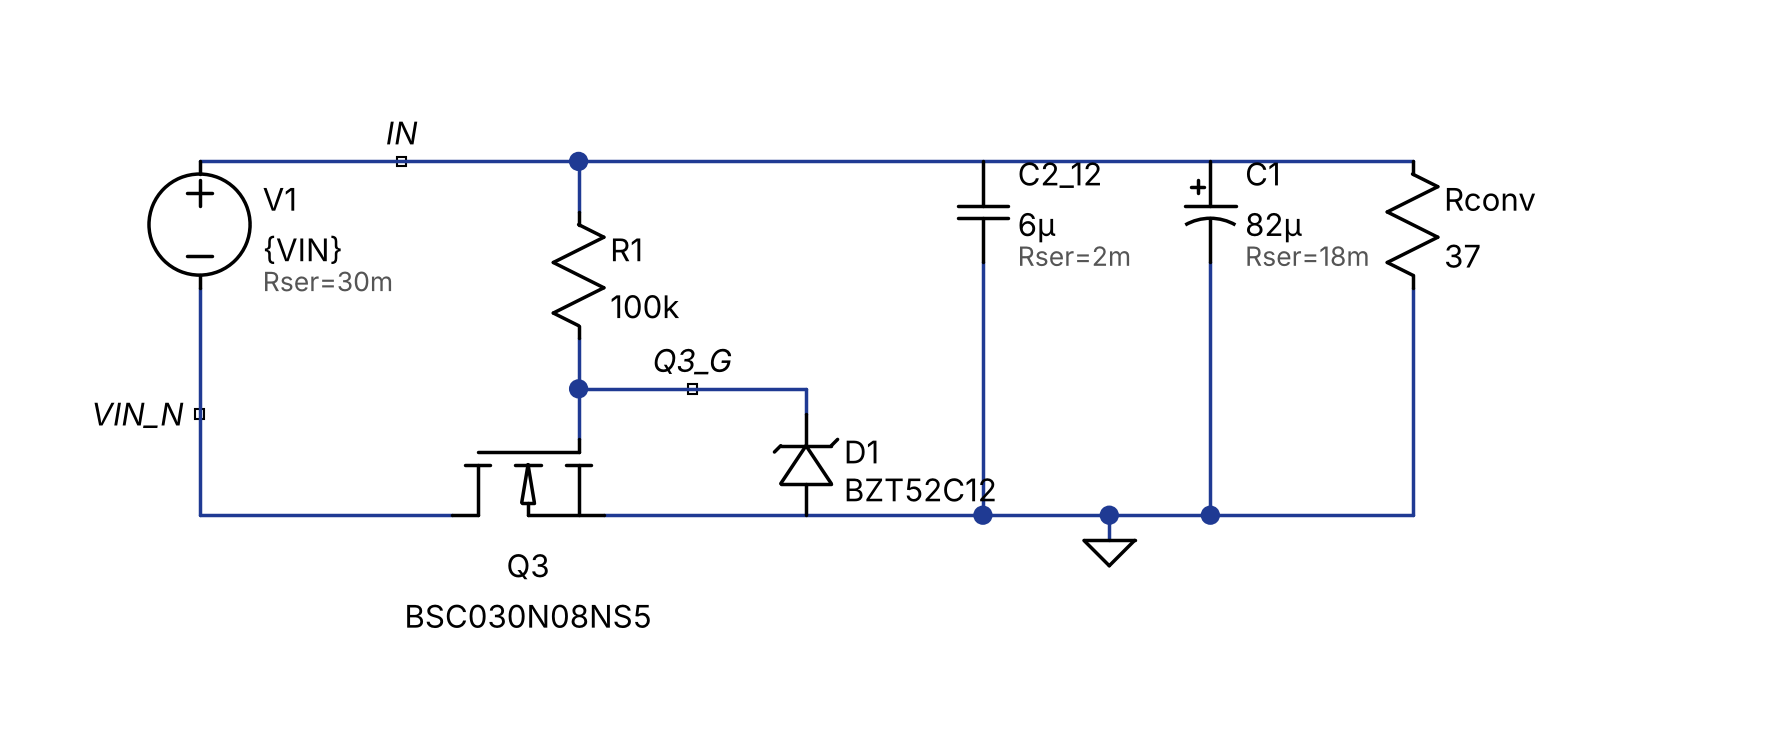 IN
V1
{VIN}
Rser=30m
R1
100k
C2_12
6µ
Rser=2m
C1
82µ
Rser=18m
Rconv
37
Q3_G
VIN_N
D1
BZT52C12
Q3
BSC030N08NS5